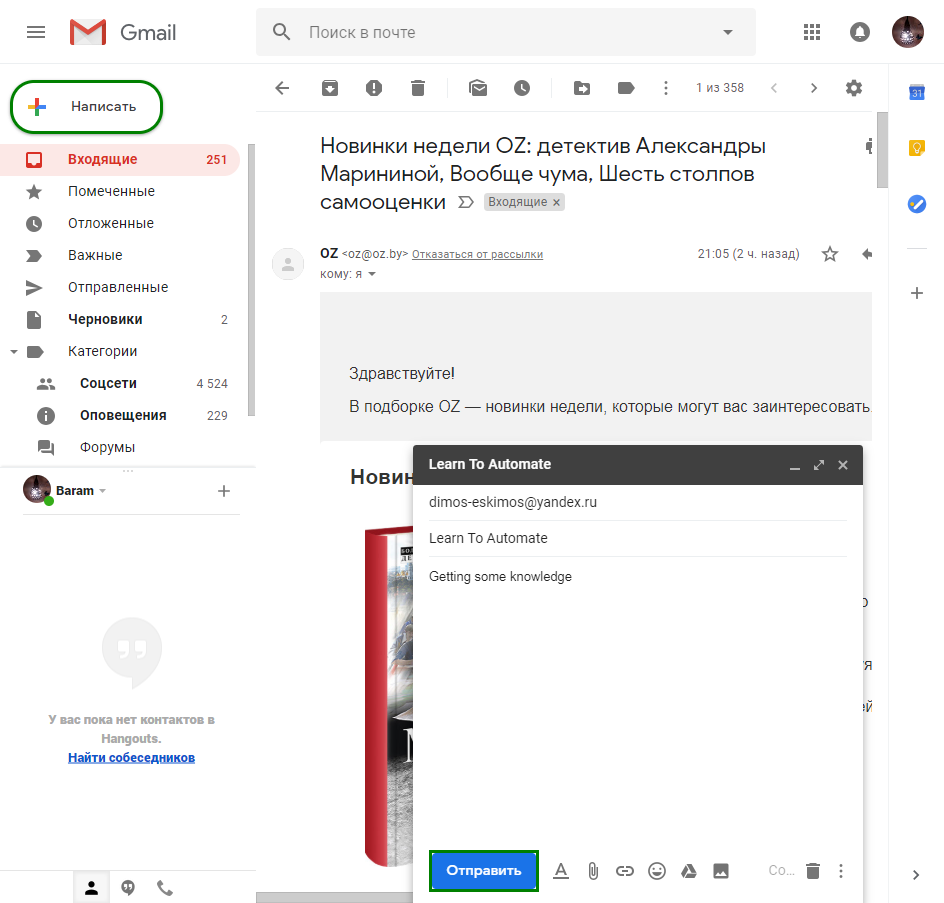 Gmail
Поиск в почте
Написать
1 из 358
31
Входящие 251
Помеченные
Отложенные
Важные
Отправленные
Черновики 2
Категории
Соцсети 4 524
Оповещения 229
Форумы
Baram
У вас пока нет контактов в
Hangouts.
Найти собеседников
Новинки недели OZ: детектив Александры
Марининой, Вообще чума, Шесть столпов
самооценки Входящие ×
OZ <oz@oz.by> Отказаться от рассылки 21:05 (2 ч. назад)
кому: я
Здравствуйте!
В подборке OZ — новинки недели, которые могут вас заинтересовать.
Новин
Learn To Automate
dimos-eskimos@yandex.ru
Learn To Automate
Getting some knowledge
Отправить
Co...